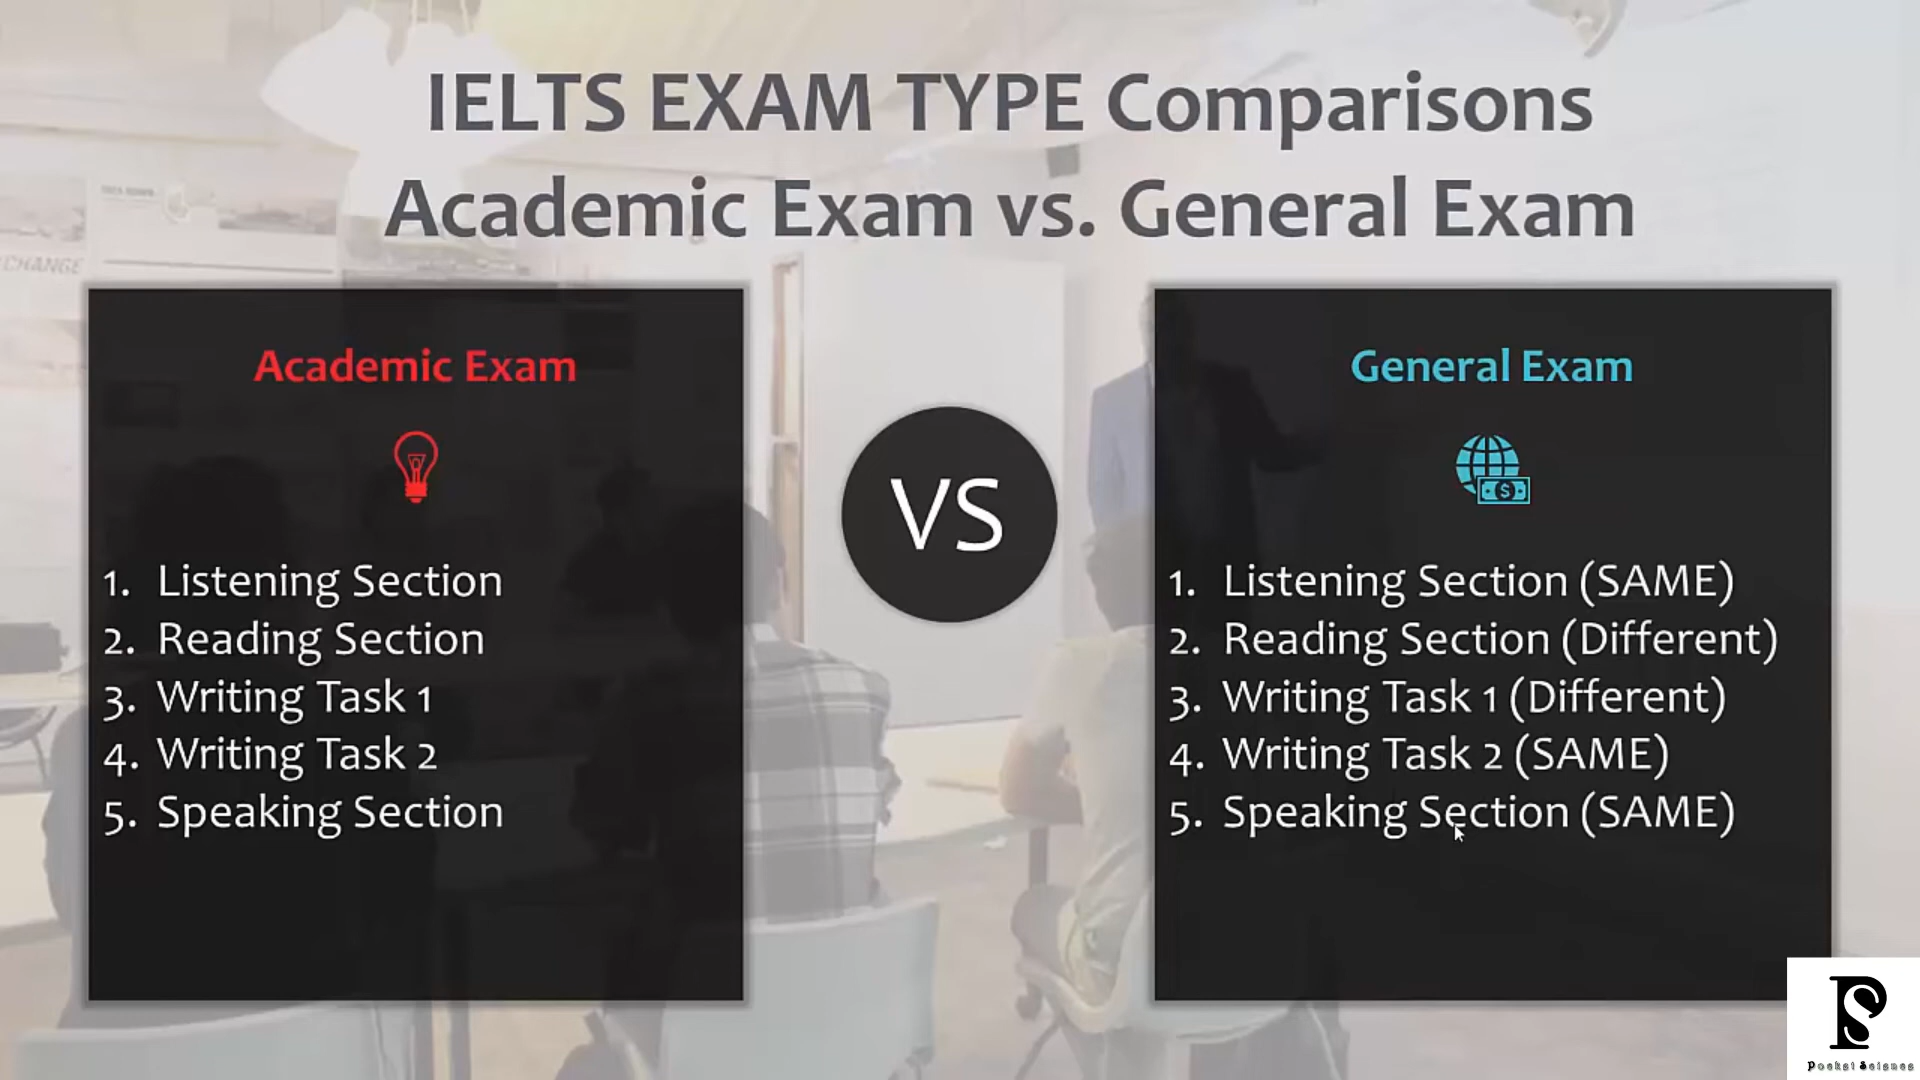 IELTS EXAM TYPE Comparisons
Academic Exam vs. General Exam
CHANGE
Academic Exam
1. Listening Section
2. Reading Section
3. Writing Task 1
4. Writing Task 2
5. Speaking Section
VS
General Exam
1. Listening Section (SAME)
2. Reading Section (Different)
3. Writing Task 1 (Different)
4. Writing Task 2 (SAME)
5. Speaking Section (SAME)